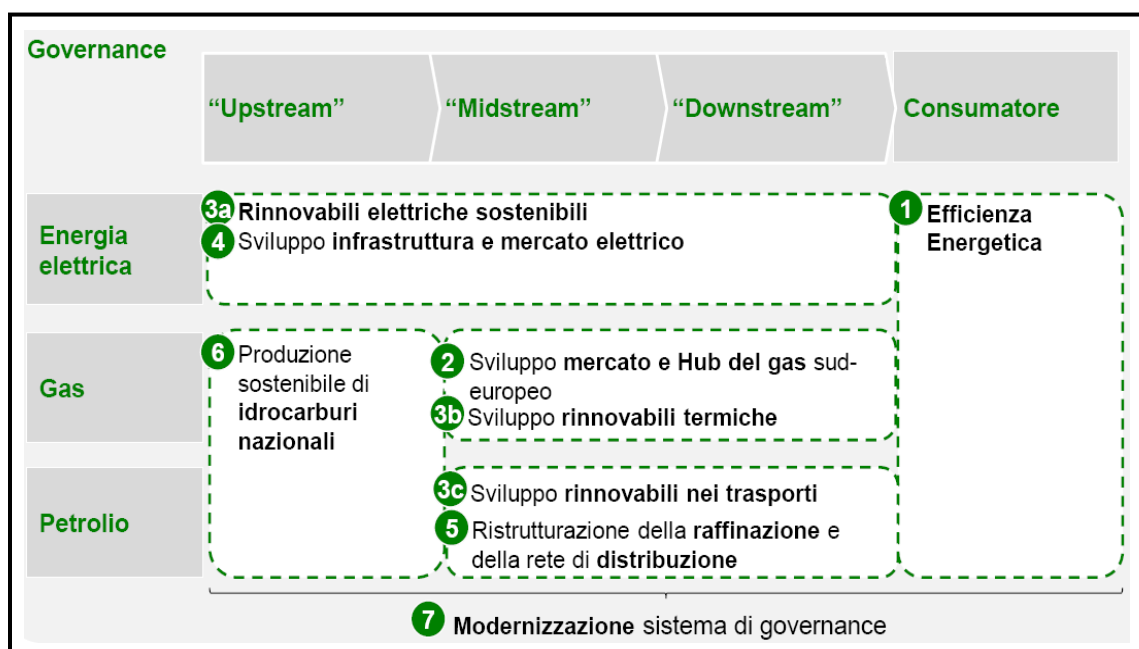 Governance
“Upstream”
“Midstream”
“Downstream”
Consumatore
Energia
elettrica
3a Rinnovabili elettriche sostenibili
4 Sviluppo infrastruttura e mercato elettrico
1 Efficienza
Energetica
Gas
6 Produzione
sostenibile di
idrocarburi
nazionali
2 Sviluppo mercato e Hub del gas sud-
europeo
3b Sviluppo rinnovabili termiche
Petrolio
3c Sviluppo rinnovabili nei trasporti
5 Ristrutturazione della raffinazione e
della rete di distribuzione
7 Modernizzazione sistema di governance